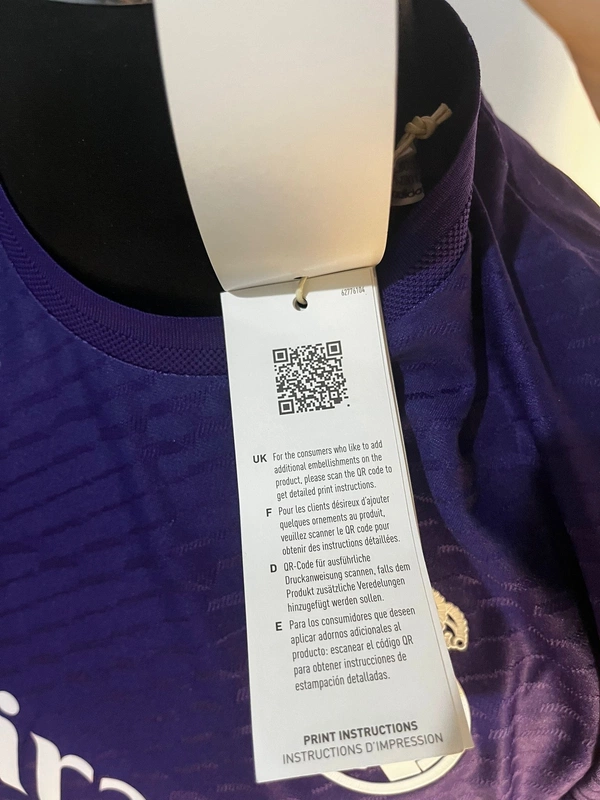 62776104
UK For the consumers who like to add
additional embellishments on the
product, please scan the QR code to
get detailed print instructions.
F Pour les clients désireux d'ajouter
quelques ornements au produit,
veuillez scanner le QR code pour
obtenir des instructions détaillées.
D QR-Code für ausführliche
Druckanweisung scannen, falls dem
Produkt zusätzliche Veredelungen
hinzugefügt werden sollen.
E Para los consumidores que deseen
aplicar adornos adicionales al
producto: escanear el código QR
para obtener instrucciones de
estampación detalladas.
PRINT INSTRUCTIONS
INSTRUCTIONS D'IMPRESSION